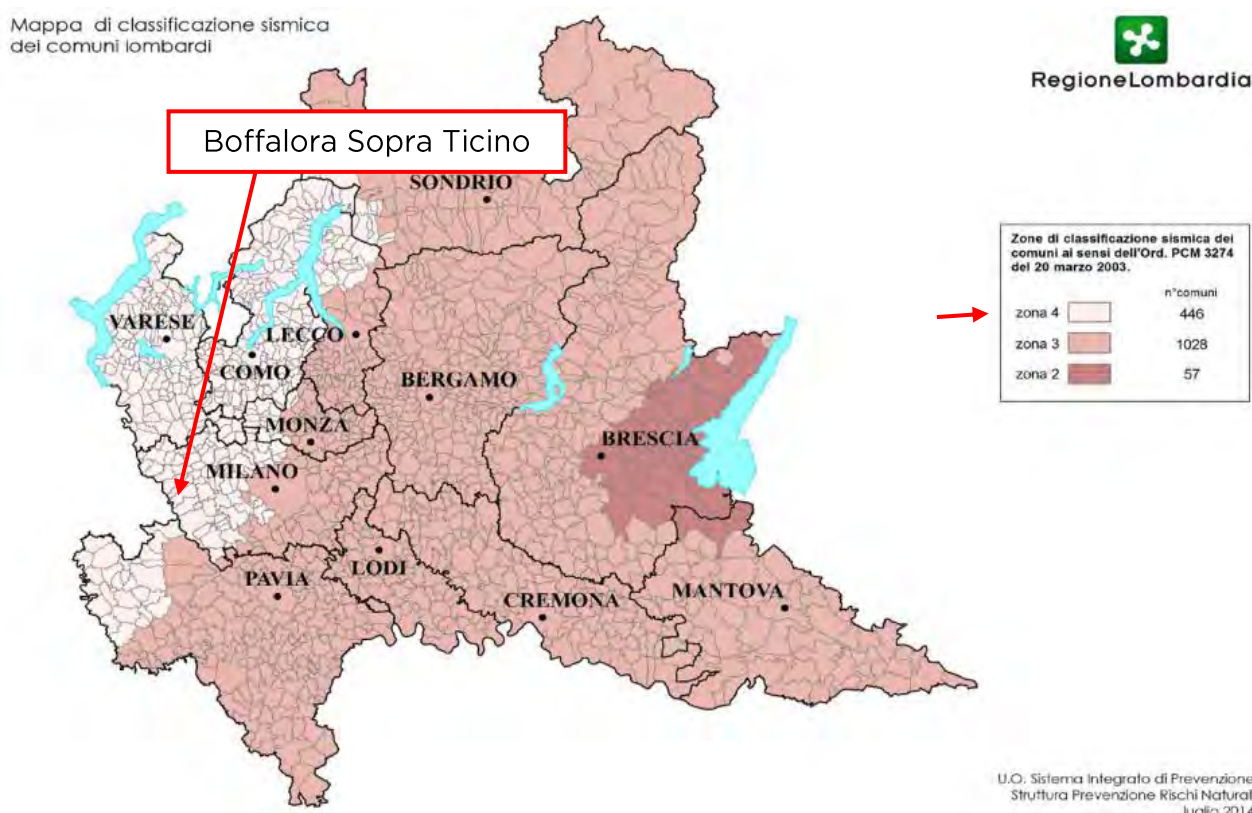 Mappa di classificazione sismica
dei comuni lombardi
RegioneLombardia
Boffalora Sopra Ticino
SONDRIO
VARESE
LECCO
COMO
BERGAMO
MONZA
BRESCIA
MILANO
PAVIA
LODI
CREMONA
MANTOVA
Zone di classificazione sismica dei
comuni ai sensi dell'Ord. PCM 3274
del 20 marzo 2003.
n°comuni
zona 4 446
zona 3 1028
zona 2 57
U.O. Sistema Integrato di Prevenzione
Struttura Prevenzione Rischi Natural
luglio 2014